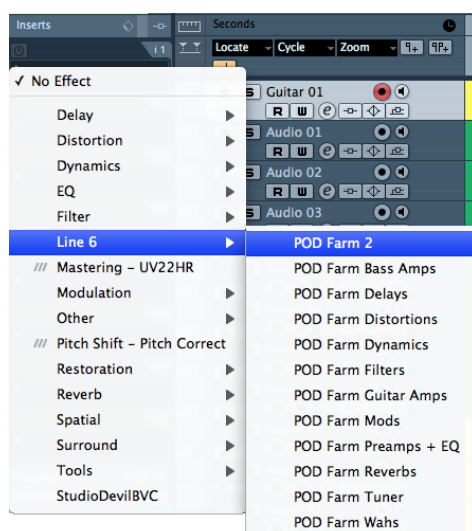 Inserts
Seconds
i 1
Locate
Cycle
Zoom
✓ No Effect
Delay
Distortion
Dynamics
EQ
Filter
Line 6
/// Mastering - UV22HR
Modulation
Other
/// Pitch Shift - Pitch Correct
Restoration
Reverb
Spatial
Surround
Tools
StudioDevilBVC
S Guitar 01
R W e
S Audio 01
R W e
S Audio 02
R W e
S Audio 03
POD Farm 2
POD Farm Bass Amps
POD Farm Delays
POD Farm Distortions
POD Farm Dynamics
POD Farm Filters
POD Farm Guitar Amps
POD Farm Mods
POD Farm Preamps + EQ
POD Farm Reverbs
POD Farm Tuner
POD Farm Wahs